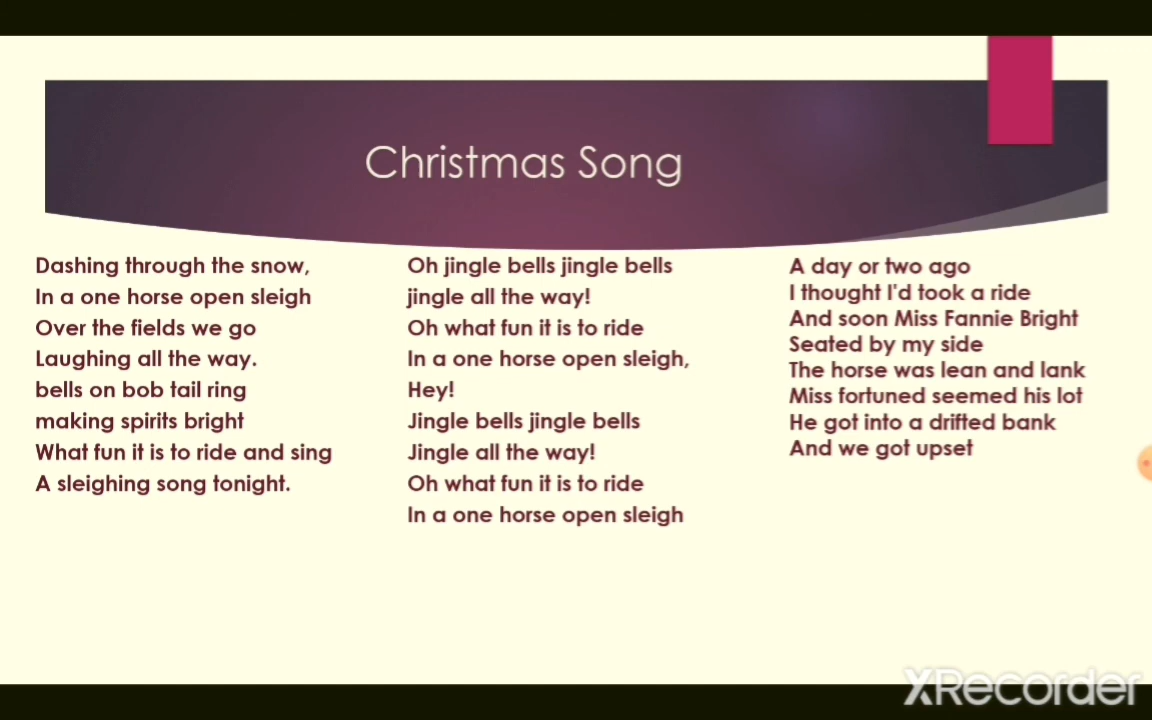 Christmas Song
Dashing through the snow,
In a one horse open sleigh
Over the fields we go
Laughing all the way.
bells on bob tail ring
making spirits bright
What fun it is to ride and sing
A sleighing song tonight.
Oh jingle bells jingle bells
jingle all the way!
Oh what fun it is to ride
In a one horse open sleigh,
Hey!
Jingle bells jingle bells
Jingle all the way!
Oh what fun it is to ride
In a one horse open sleigh
A day or two ago
I thought I'd took a ride
And soon Miss Fannie Bright
Seated by my side
The horse was lean and lank
Miss fortuned seemed his lot
He got into a drifted bank
And we got upset
XRecorder